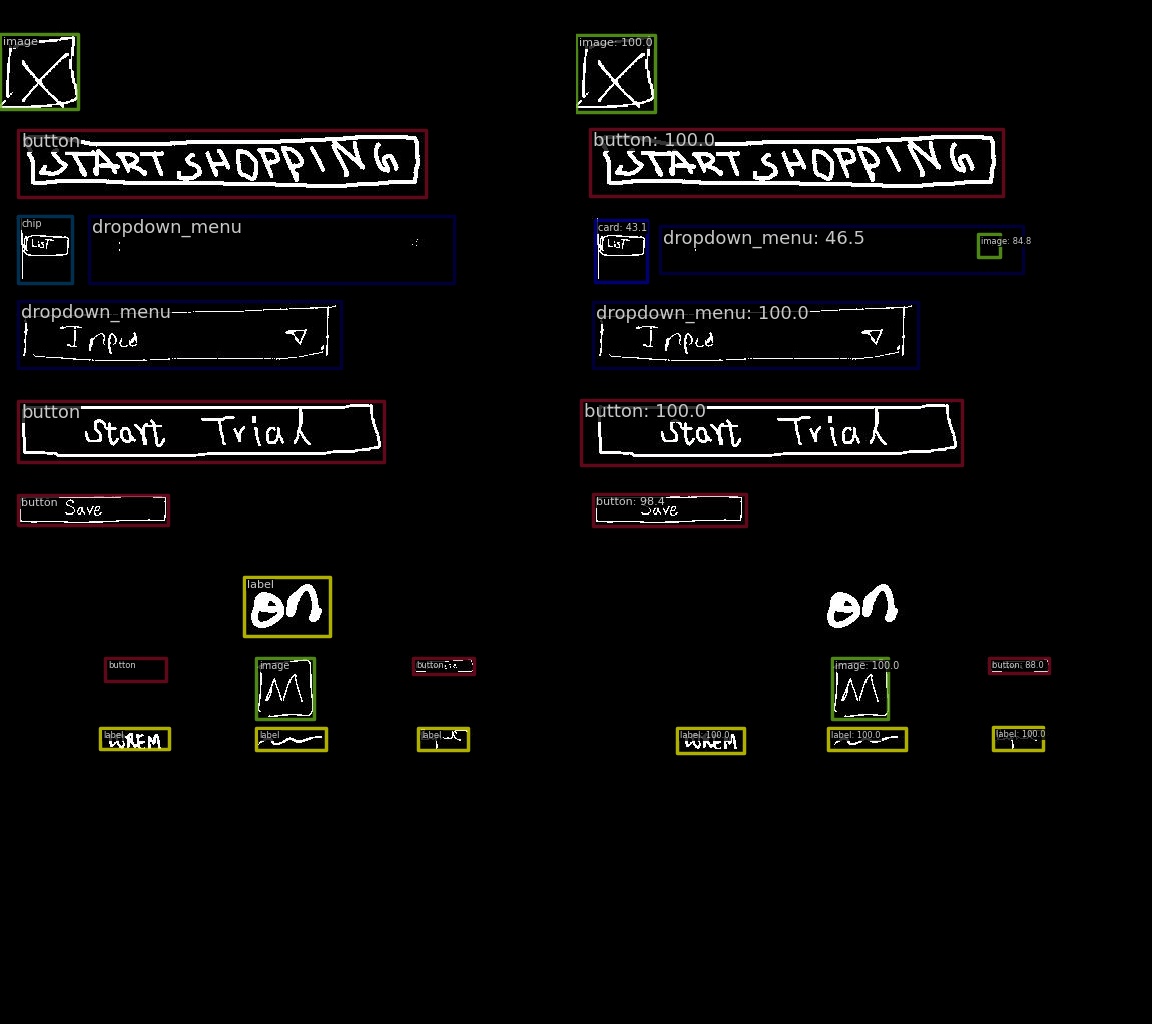 image image: 100.0
button button: 100.0
START SHOPPING START SHOPPING
chip card: 43.1
LIST dropdown_menu LIST dropdown_menu: 46.5 image: 84.8
dropdown_menu dropdown_menu: 100.0
Input Input
button button: 100.0
Start Trial Start Trial
button button: 98.4
Save Save
label
on on
button image button image: 100.0 button: 88.0
label label label label: 100.0 label: 100.0 label: 100.0
LOREM LOREM